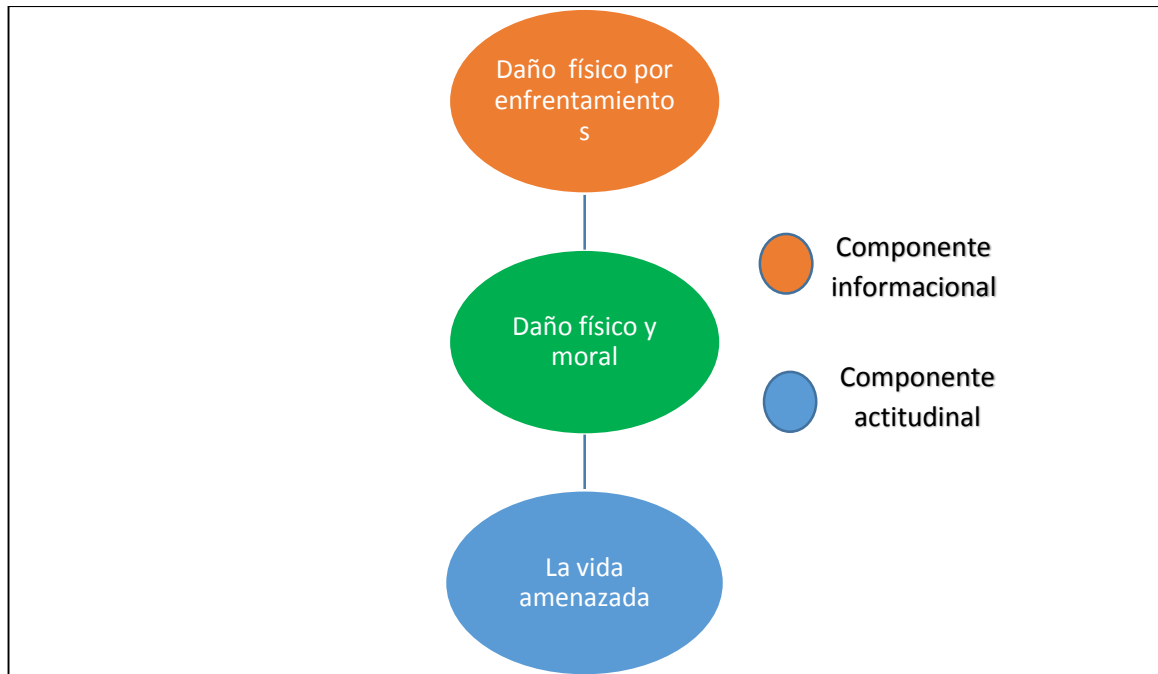 Daño físico por
enfrentamiento
s
Daño físico y
moral
La vida
amenazada
Componente
informacional
Componente
actitudinal